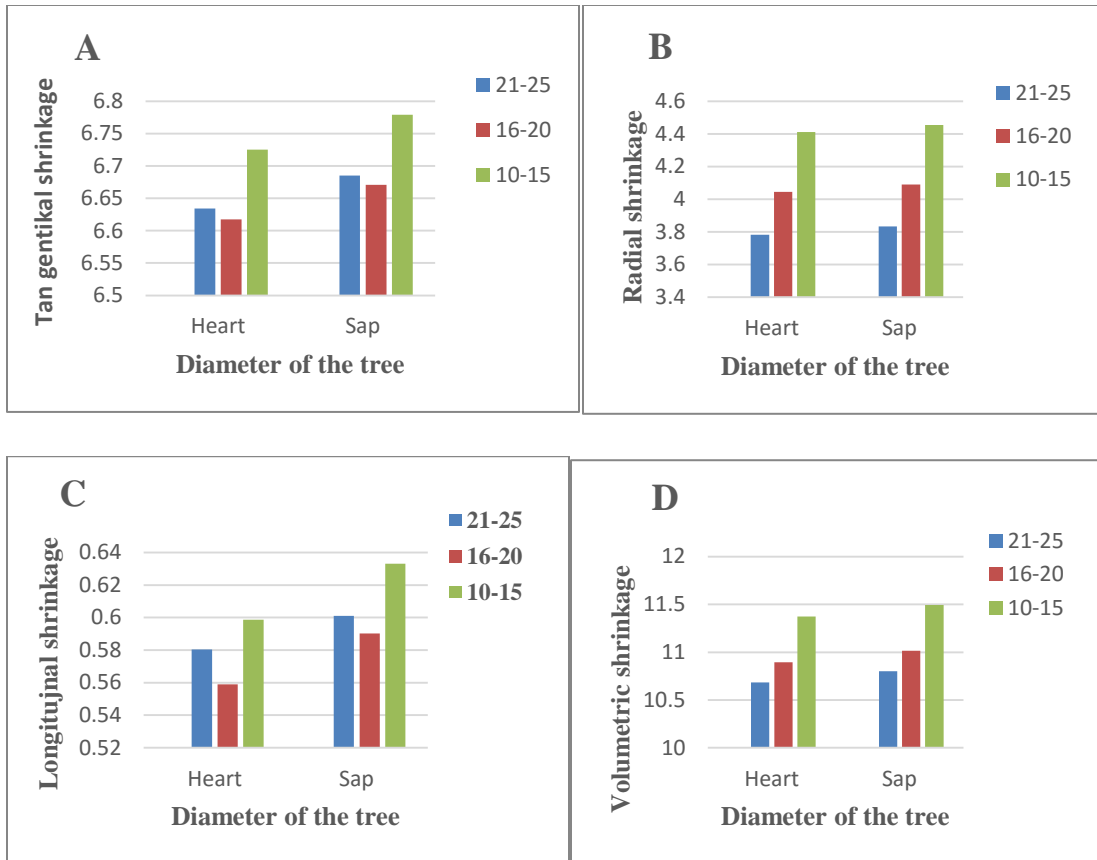 A
Tan gentikal shrinkage
6.8
6.75
6.7
6.65
6.6
6.55
6.5
Heart
Sap
Diameter of the tree
21-25
16-20
10-15
B
Radial shrinkage
4.6
4.4
4.2
4
3.8
3.6
3.4
Heart
Sap
Diameter of the tree
21-25
16-20
10-15
C
Longitujnal shrinkage
0.64
0.62
0.6
0.58
0.56
0.54
0.52
Heart
Sap
Diameter of the tree
21-25
16-20
10-15
D
Volumetric shrinkage
12
11.5
11
10.5
10
Heart
Sap
Diameter of the tree
21-25
16-20
10-15